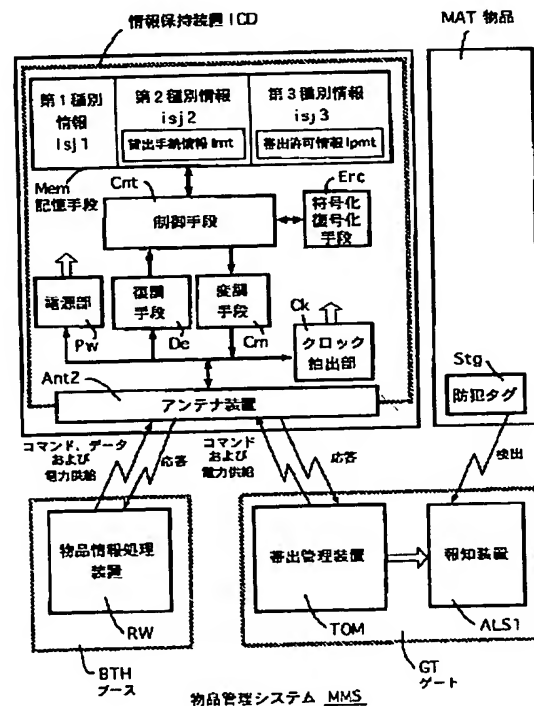 情報保持装置 ICD
MAT 物品
第1種別
情報
isj1
第2種別情報
isj2
貸出手続情報 Imt
第3種別情報
isj3
帯出許可情報 Ipmt
Mem
記憶手段
Cnt
制御手段
Erc
符号化
復号化
手段
電源部
Pw
復調
手段
De
変調
手段
Cm
Ck
クロック
抽出部
Ant2
アンテナ装置
Stg
防犯タグ
コマンド、データ
および
電力供給
応答
コマンド
および
電力供給
応答
検出
物品情報処理
装置
RW
帯出管理装置
TOM
報知装置
ALS1
BTH
ブース
GT
ゲート
物品管理システム MMS